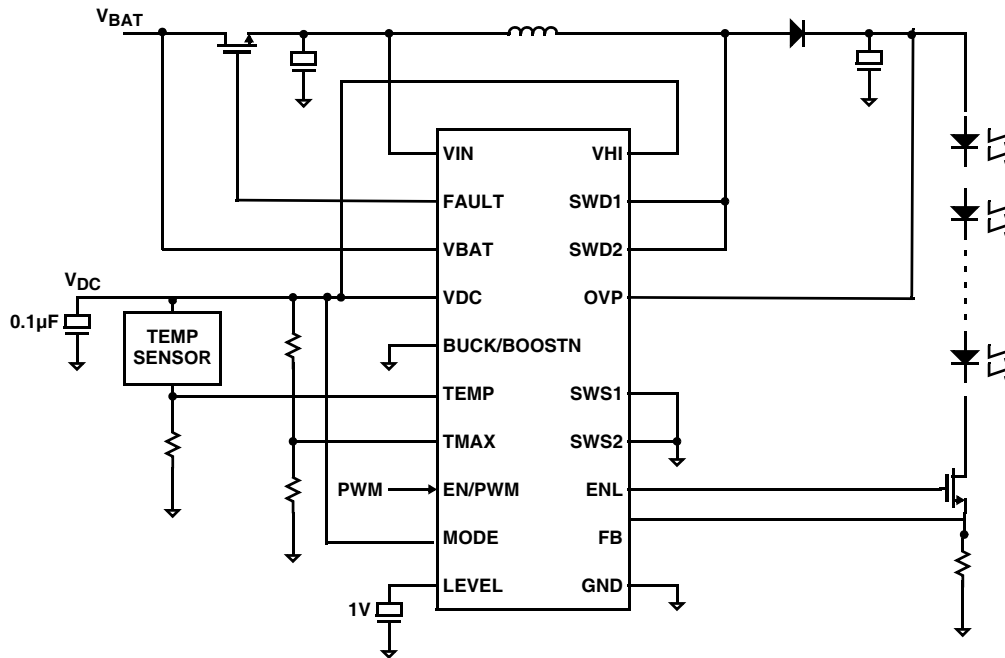 VBAT
VIN
VHI
FAULT
SWD1
VBAT
SWD2
VDC
VDC
OVP
0.1µF
TEMP
SENSOR
BUCK/BOOSTN
TEMP
SWS1
TMAX
SWS2
PWM
EN/PWM
ENL
MODE
FB
LEVEL
GND
1V